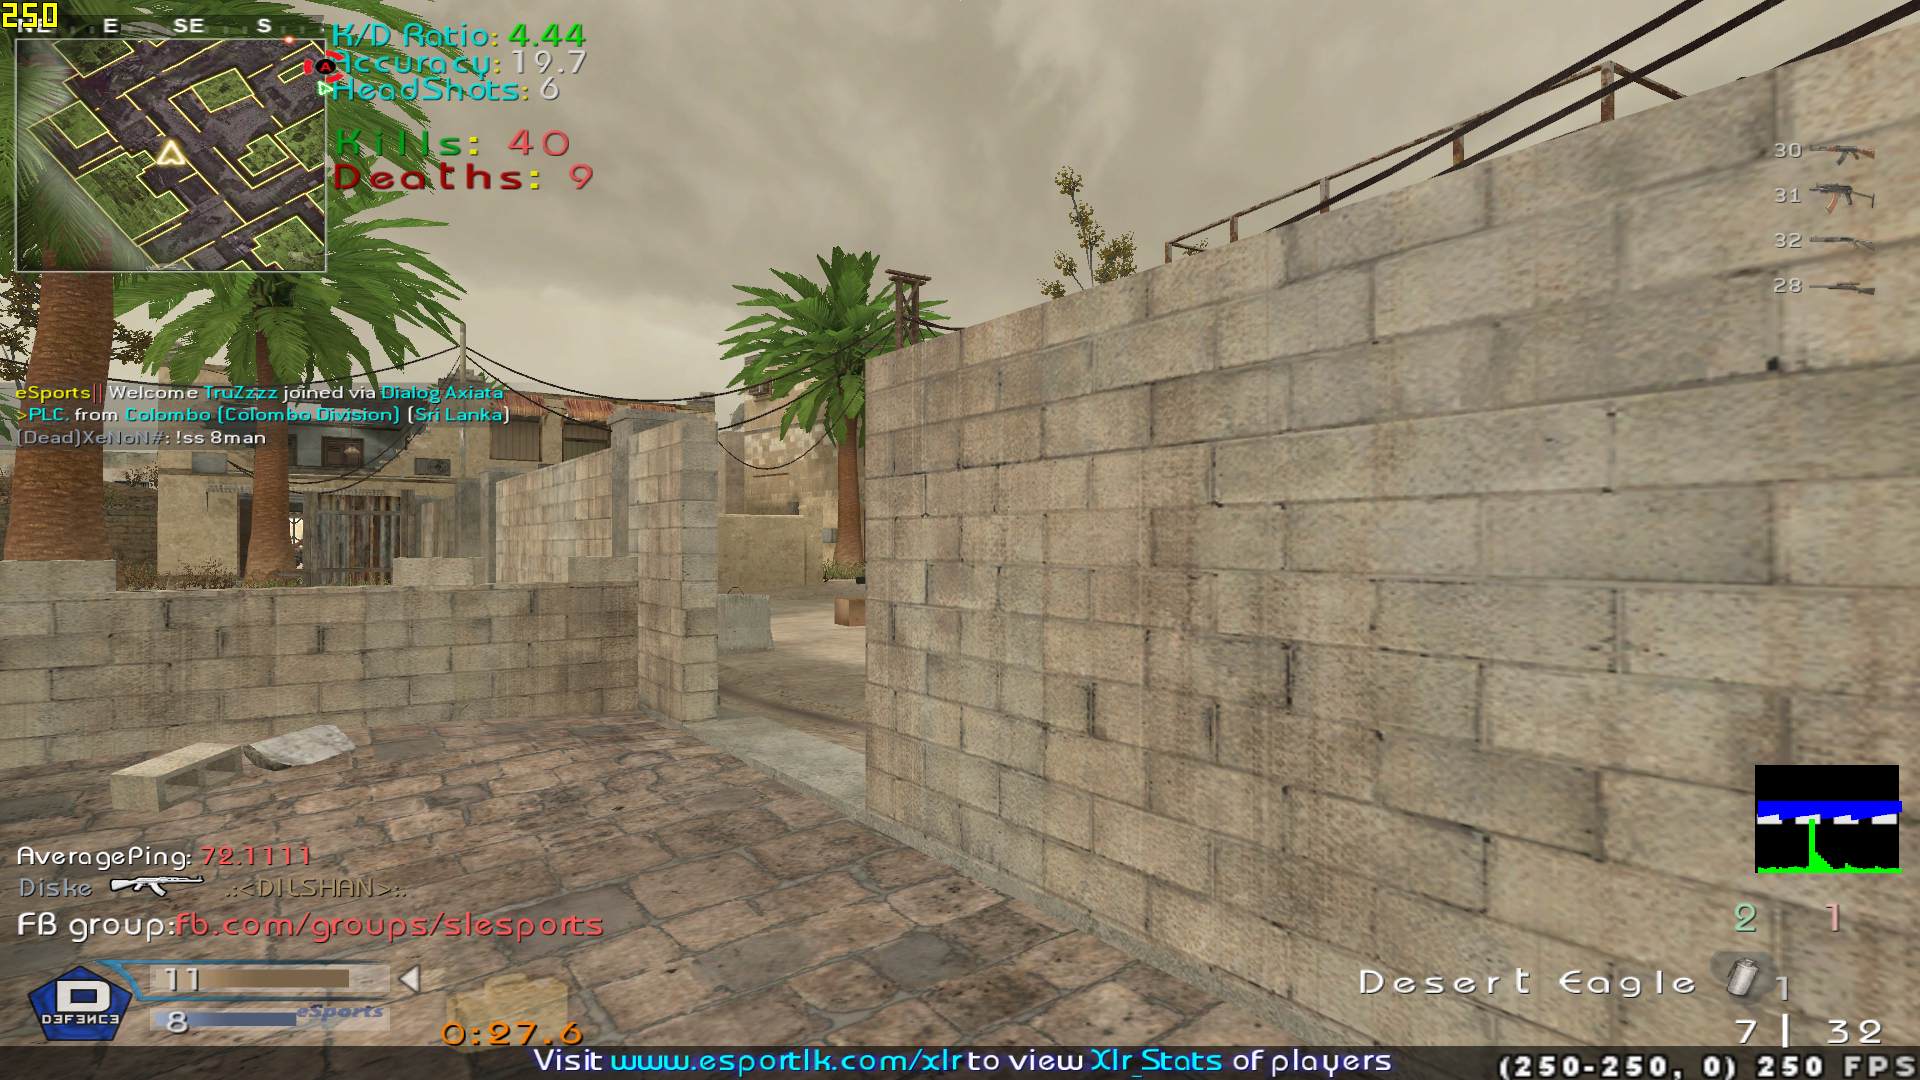 250
NE E SE S
A
K/D Ratio: 4.44
Accuracy: 19.7
HeadShots: 6
Kills: 40
Deaths: 9
30
31
32
28
eSports|| Welcome TruZzzz joined via Dialog Axiata
>PLC. from Colombo (Colombo Division) (Sri Lanka)
(Dead)XeNoN#: !ss 8man
AveragePing: 72.1111
Diske .:<DILSHAN>:.
FB group:fb.com/groups/slesports
2 1
11
D
DEFENCE
8 eSports
0:27.6
Desert Eagle 1
7 | 32
Visit www.esportlk.com/xlr to view Xlr_Stats of players
(250-250, 0) 250 FPS